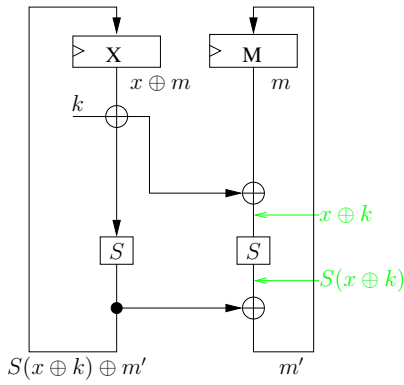 X M
x ⊕ m m
k
x ⊕ k
S S
S(x ⊕ k)
S(x ⊕ k) ⊕ m′ m′